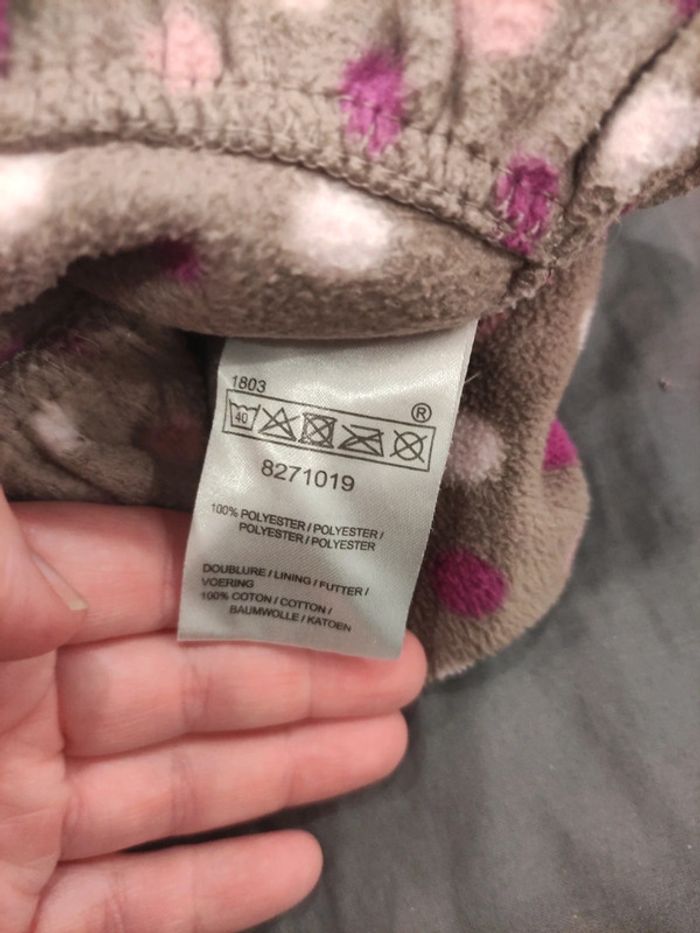 1803
®
40
8271019
100% POLYESTER / POLYESTER /
POLYESTER / POLYESTER
DOUBLURE / LINING / FUTTER /
VOERING
100% COTON / COTTON /
BAUMWOLLE / KATOEN